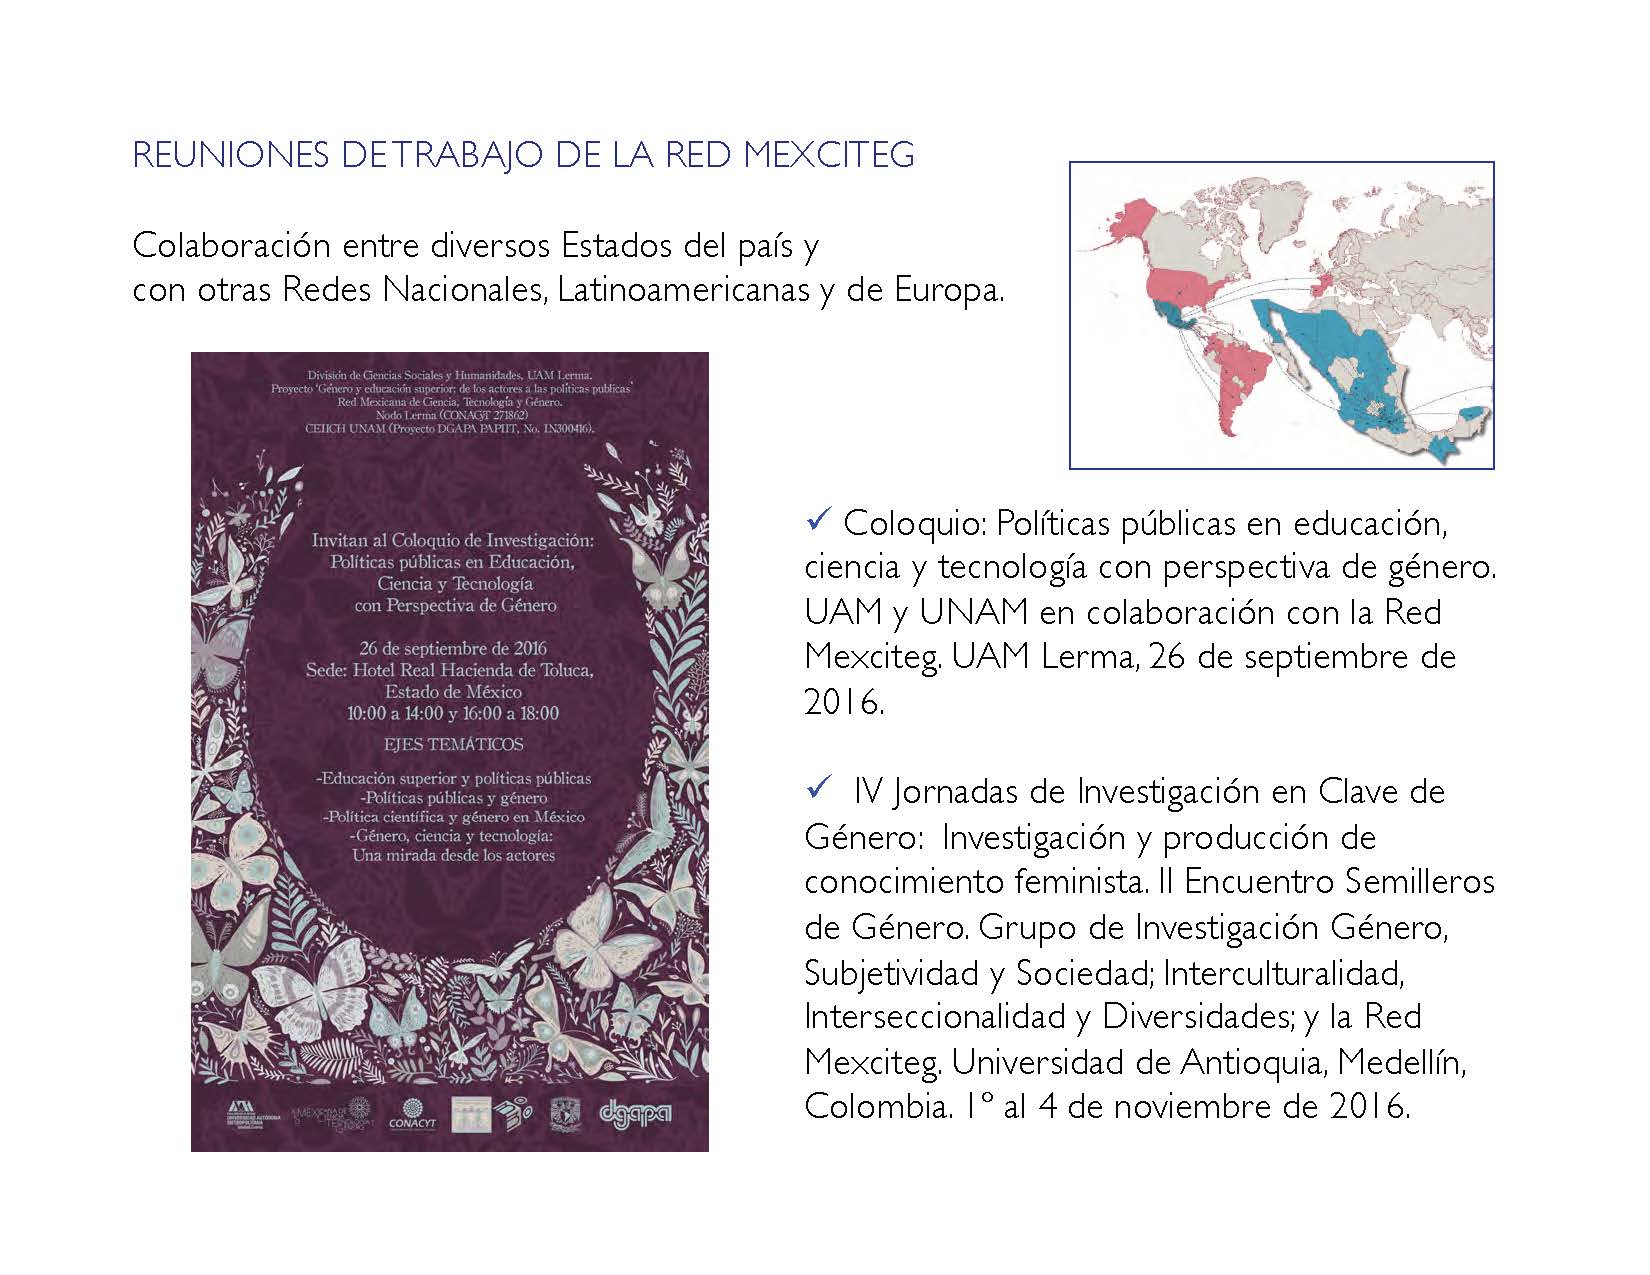 REUNIONES DE TRABAJO DE LA RED MEXCITEG
Colaboración entre diversos Estados del país y
con otras Redes Nacionales, Latinoamericanas y de Europa.
División de Ciencias Sociales y Humanidades, UAM Lerma.
Proyecto 'Género y educación superior: de los actores a las políticas publicas'
Red Mexicana de Ciencia, Tecnología y Género.
Nodo Lerma (CONACyT 271862)
CEIICH UNAM (Proyecto DGAPA PAPIIT, No. IN300416).
Invitan al Coloquio de Investigación:
Políticas públicas en Educación,
Ciencia y Tecnología
con Perspectiva de Género
26 de septiembre de 2016
Sede: Hotel Real Hacienda de Toluca,
Estado de México
10:00 a 14:00 y 16:00 a 18:00
EJES TEMÁTICOS
-Educación superior y políticas públicas
-Políticas públicas y género
-Política científica y género en México
-Género, ciencia y tecnología:
Una mirada desde los actores
CONACYT
dgapa
✓ Coloquio: Políticas públicas en educación,
ciencia y tecnología con perspectiva de género.
UAM y UNAM en colaboración con la Red
Mexciteg. UAM Lerma, 26 de septiembre de
2016.
✓ IV Jornadas de Investigación en Clave de
Género: Investigación y producción de
conocimiento feminista. II Encuentro Semilleros
de Género. Grupo de Investigación Género,
Subjetividad y Sociedad; Interculturalidad,
Interseccionalidad y Diversidades; y la Red
Mexciteg. Universidad de Antioquia, Medellín,
Colombia. 1º al 4 de noviembre de 2016.